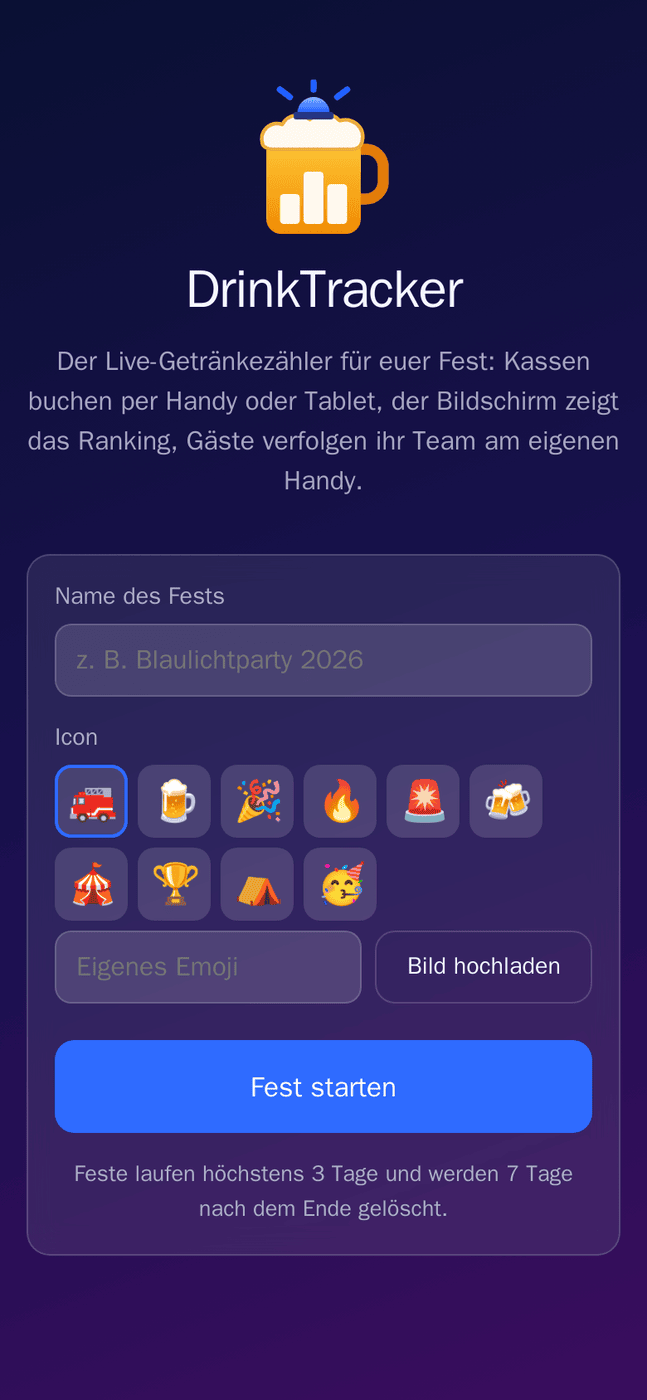 DrinkTracker
Der Live-Getränkezähler für euer Fest: Kassen
buchen per Handy oder Tablet, der Bildschirm zeigt
das Ranking, Gäste verfolgen ihr Team am eigenen
Handy.
Name des Fests
z. B. Blaulichtparty 2026
Icon
Eigenes Emoji
Bild hochladen
Fest starten
Feste laufen höchstens 3 Tage und werden 7 Tage
nach dem Ende gelöscht.